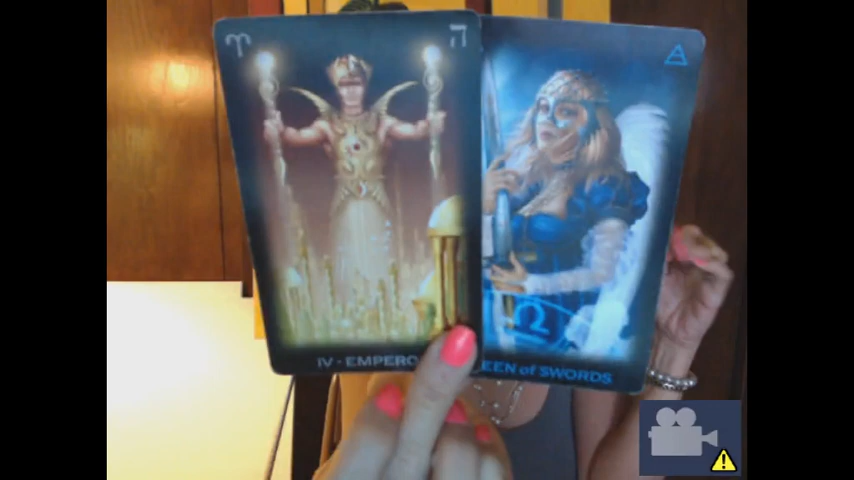 ה
IV · EMPERO
EEN of SWORDS